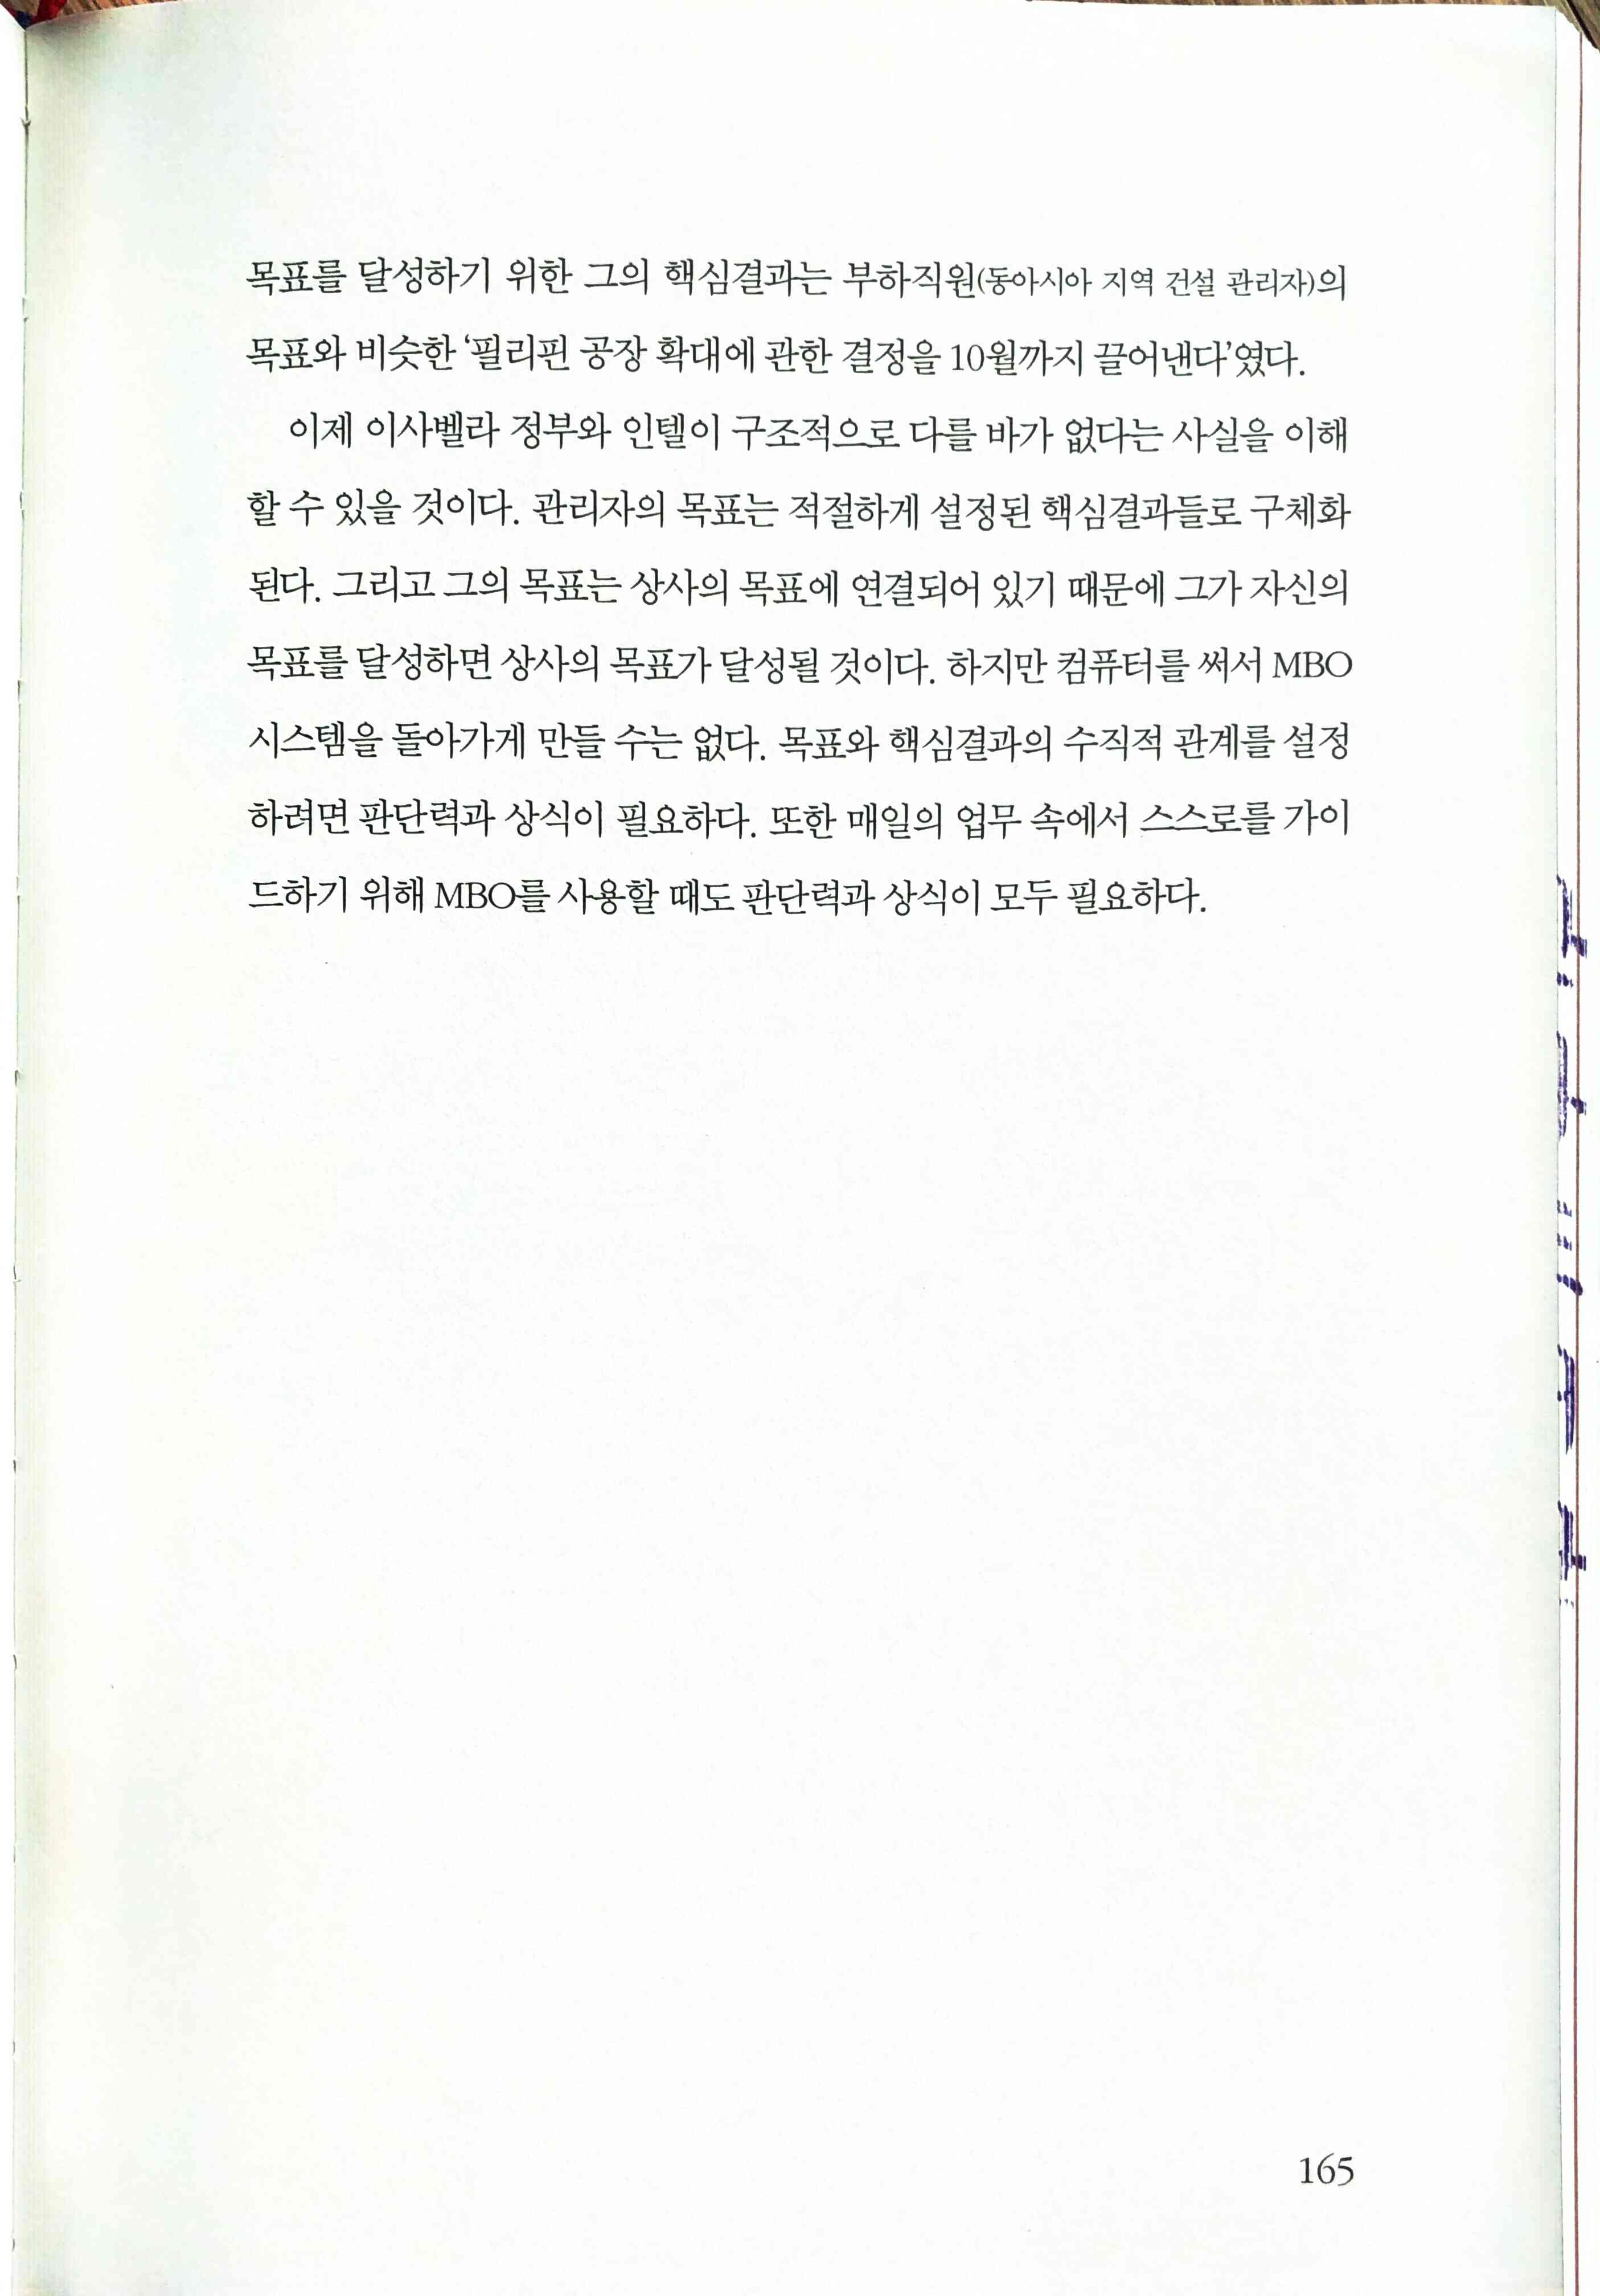 목표를 달성하기 위한 그의 핵심결과는 부하직원(동아시아 지역 건설 관리자)의
목표와 비슷한 ‘필리핀 공장 확대에 관한 결정을 10월까지 끌어낸다’였다.
이제 이사벨라 정부와 인텔이 구조적으로 다를 바가 없다는 사실을 이해
할 수 있을 것이다. 관리자의 목표는 적절하게 설정된 핵심결과들로 구체화
된다. 그리고 그의 목표는 상사의 목표에 연결되어 있기 때문에 그가 자신의
목표를 달성하면 상사의 목표가 달성될 것이다. 하지만 컴퓨터를 써서 MBO
시스템을 돌아가게 만들 수는 없다. 목표와 핵심결과의 수직적 관계를 설정
하려면 판단력과 상식이 필요하다. 또한 매일의 업무 속에서 스스로를 가이
드하기 위해 MBO를 사용할 때도 판단력과 상식이 모두 필요하다.
165